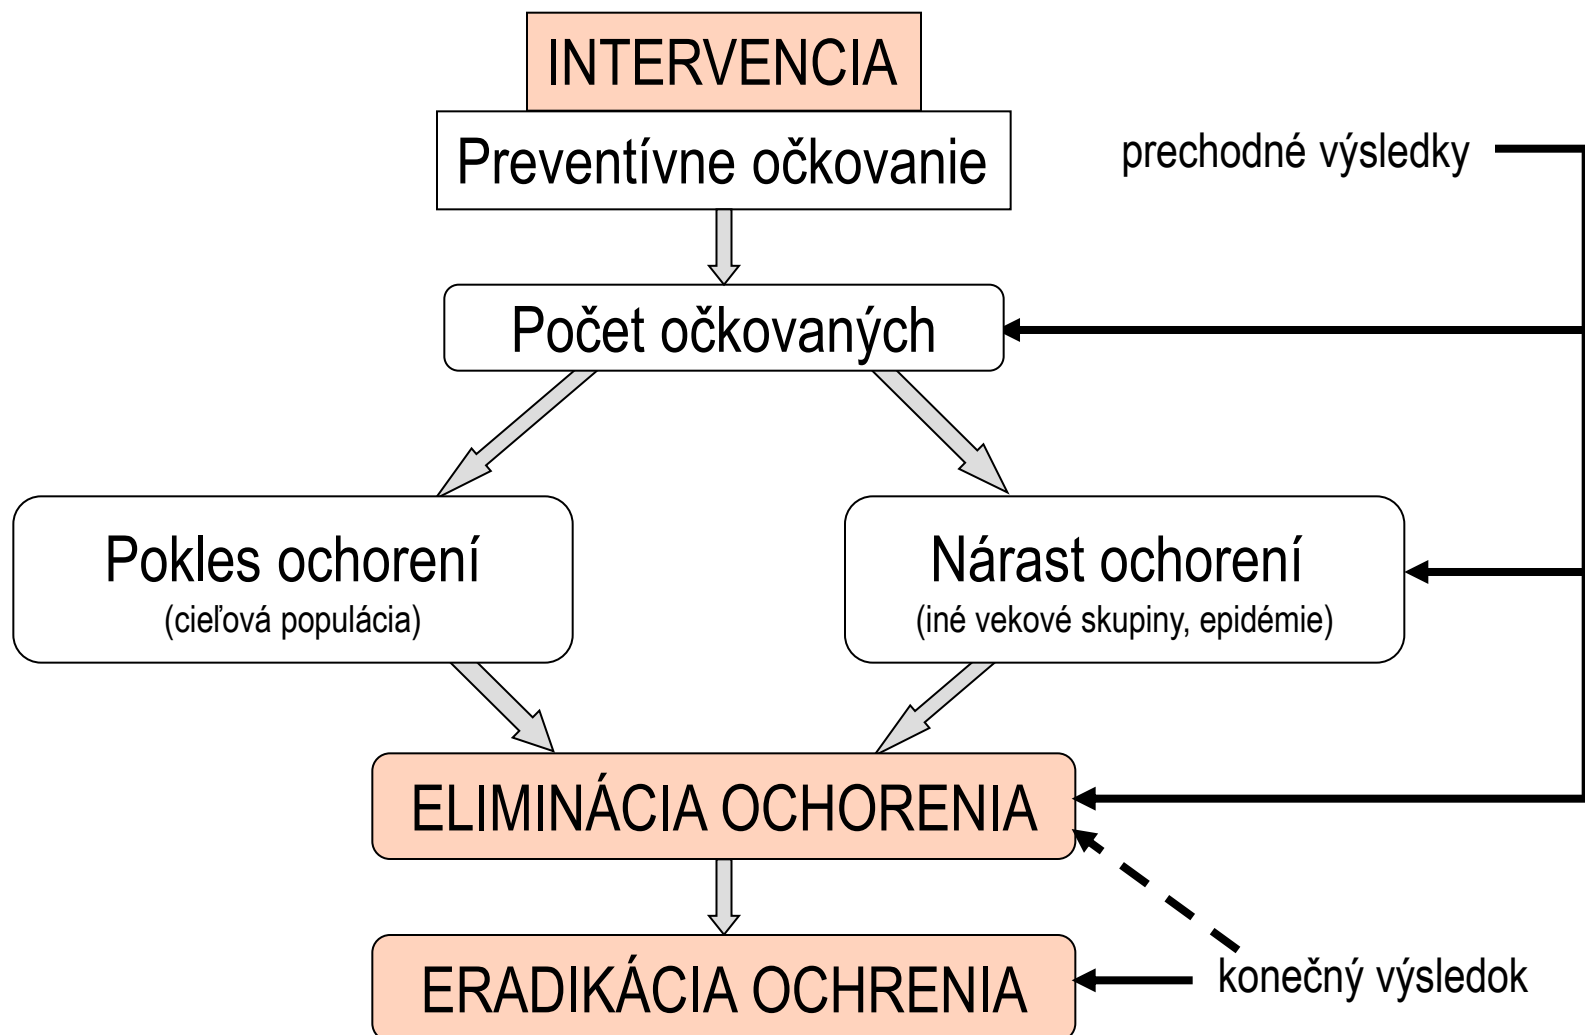 INTERVENCIA
Preventívne očkovanie
prechodné výsledky
Počet očkovaných
Pokles ochorení
(cieľová populácia)
Nárast ochorení
(iné vekové skupiny, epidémie)
ELIMINÁCIA OCHORENIA
ERADIKÁCIA OCHRENIA
konečný výsledok